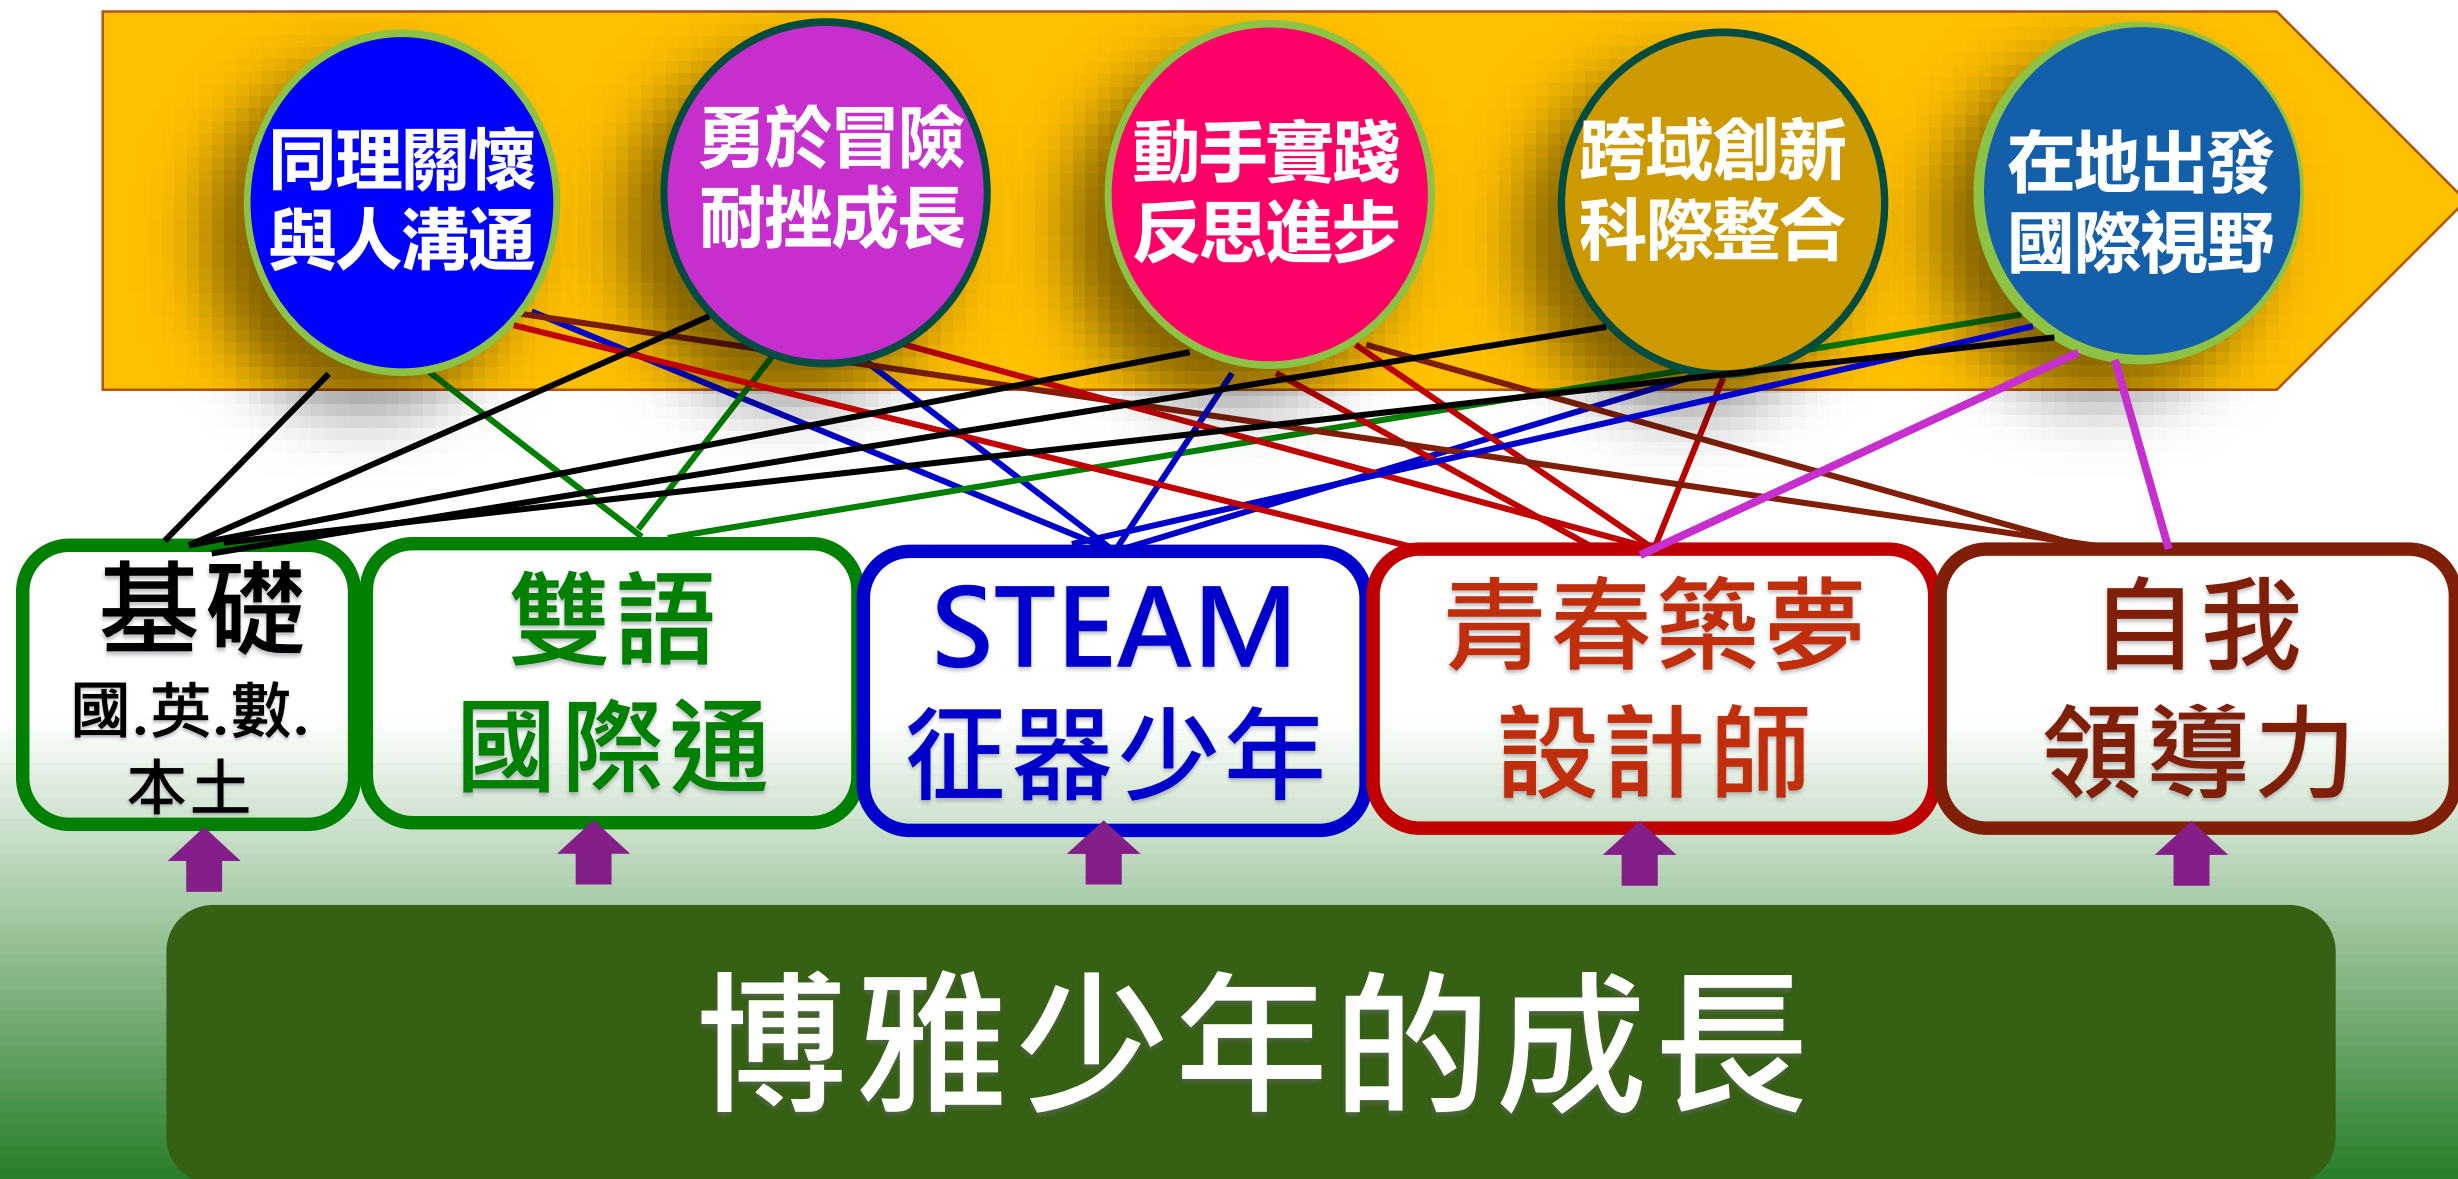 同理關懷
與人溝通
勇於冒險
耐挫成長
動手實踐
反思進步
跨域創新
科際整合
在地出發
國際視野
基礎
國.英.數.
本土
雙語
國際通
STEAM
征器少年
青春築夢
設計師
自我
領導力
博雅少年的成長